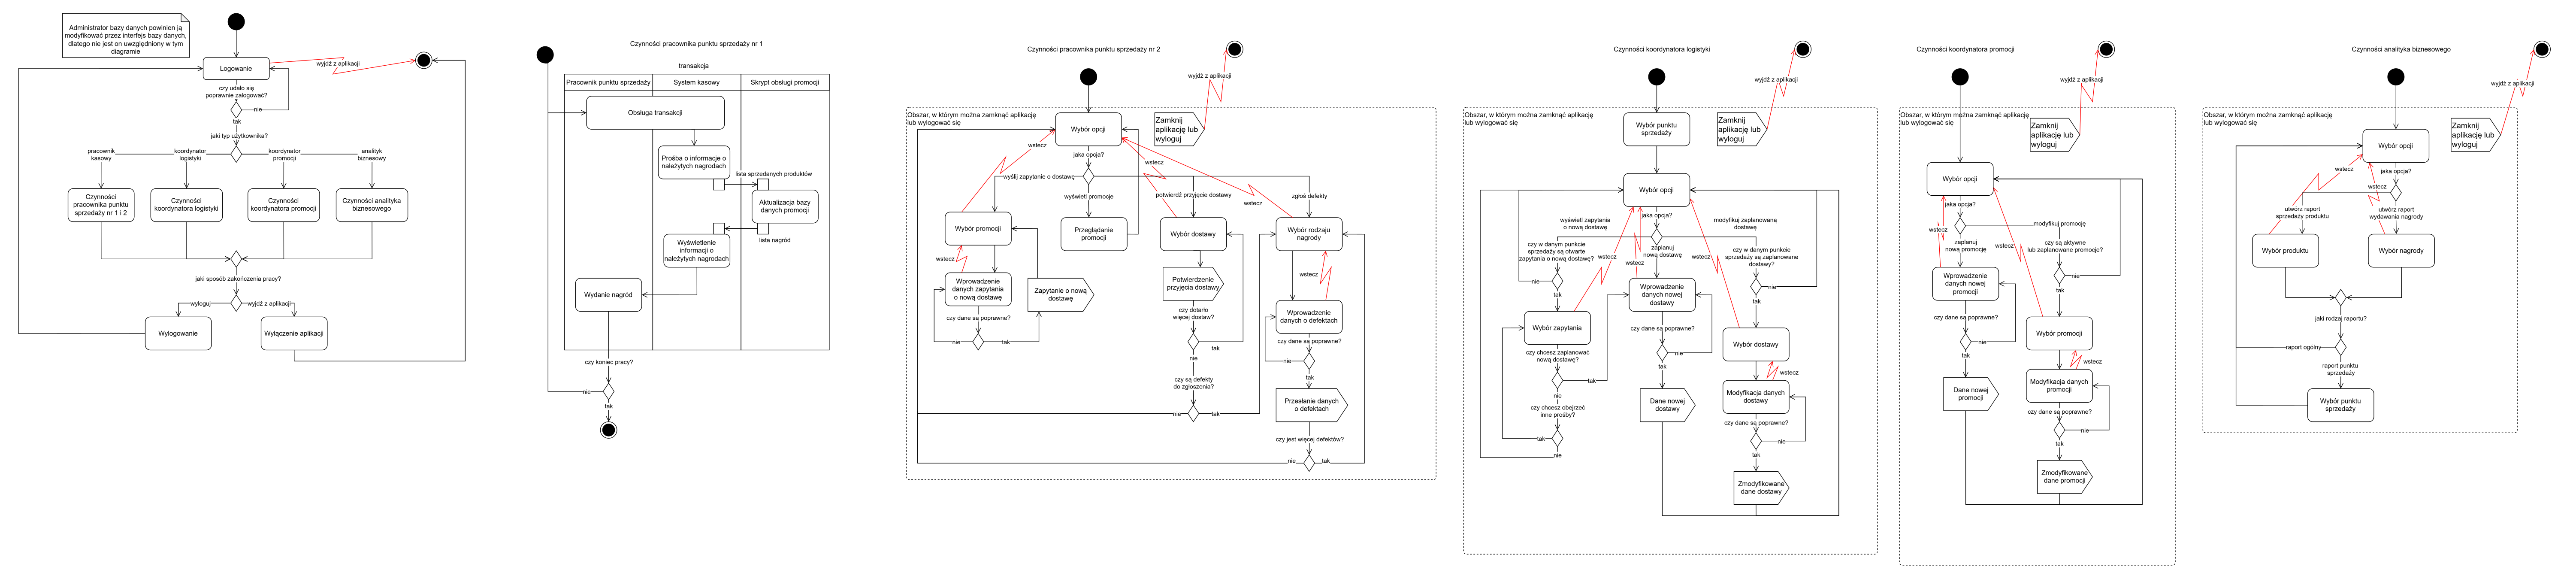 Administrator bazy danych powinien ją
modyfikować przez interfejs bazy danych,
dlatego nie jest on uwzględniony w tym
diagramie
Logowanie
wyjdź z aplikacji
czy udało się
poprawnie zalogować?
nie
tak
jaki typ użytkownika?
pracownik
kasowy
koordynator
logistyki
koordynator
promocji
analityk
biznesowy
Czynności
pracownika punktu
sprzedaży nr 1 i 2
Czynności
koordynatora logistyki
Czynności
koordynatora promocji
Czynności analityka
biznesowego
jaki sposób zakończenia pracy?
wyloguj
wyjdź z aplikacji
Wylogowanie
Wyłączenie aplikacji
Czynności pracownika punktu sprzedaży nr 1
transakcja
Pracownik punktu sprzedaży
System kasowy
Skrypt obsługi promocji
Obsługa transakcji
Prośba o informacje o
należytych nagrodach
lista sprzedanych produktów
Aktualizacja bazy
danych promocji
lista nagród
Wyświetlenie
informacji o
należytych nagrodach
Wydanie nagród
czy koniec pracy?
nie
tak
Czynności pracownika punktu sprzedaży nr 2
wyjdź z aplikacji
Obszar, w którym można zamknąć aplikację
lub wylogować się
Zamknij
aplikację lub
wyloguj
Wybór opcji
wstecz
jaka opcja?
wstecz
wyślij zapytanie o dostawę
wyświetl promocje
potwierdź przyjęcie dostawy
wstecz
zgłoś defekty
Wybór promocji
Przeglądanie
promocji
Wybór dostawy
Wybór rodzaju
nagrody
wstecz
Wprowadzenie
danych zapytania
o nową dostawę
Zapytanie o nową
dostawę
Potwierdzenie
przyjęcia dostawy
wstecz
Wprowadzenie
danych o defektach
czy dane są poprawne?
nie
tak
czy dotarło
więcej dostaw?
tak
nie
czy dane są poprawne?
nie
tak
czy są defekty
do zgłoszenia?
nie
tak
Przesłanie danych
o defektach
czy jest więcej defektów?
nie
tak
Czynności koordynatora logistyki
wyjdź z aplikacji
Obszar, w którym można zamknąć aplikację
lub wylogować się
Zamknij
aplikację lub
wyloguj
Wybór punktu
sprzedaży
Wybór opcji
jaka opcja?
wyświetl zapytania
o nową dostawę
modyfikuj zaplanowaną
dostawę
zaplanuj
nową dostawę
czy w danym punkcie
sprzedaży są otwarte
zapytania o nową dostawę?
czy w danym punkcie
sprzedaży są zaplanowane
dostawy?
wstecz
wstecz
wstecz
nie
tak
nie
tak
Wprowadzenie
danych nowej
dostawy
Wybór zapytania
czy dane są poprawne?
nie
tak
Wybór dostawy
czy chcesz zaplanować
nową dostawę?
tak
nie
wstecz
Modyfikacja danych
dostawy
czy chcesz obejrzeć
inne prośby?
tak
nie
Dane nowej
dostawy
czy dane są poprawne?
nie
tak
Zmodyfikowane
dane dostawy
Czynności koordynatora promocji
wyjdź z aplikacji
Obszar, w którym można zamknąć aplikację
lub wylogować się
Zamknij
aplikację lub
wyloguj
Wybór opcji
jaka opcja?
modyfikuj promocję
wstecz
zaplanuj
nową promocję
wstecz
czy są aktywne
lub zaplanowane promocje?
nie
tak
Wprowadzenie
danych nowej
promocji
czy dane są poprawne?
nie
tak
Wybór promocji
wstecz
Dane nowej
promocji
Modyfikacja danych
promocji
czy dane są poprawne?
nie
tak
Zmodyfikowane
dane promocji
Czynności analityka biznesowego
wyjdź z aplikacji
Obszar, w którym można zamknąć aplikację
lub wylogować się
Zamknij
aplikację lub
wyloguj
Wybór opcji
wstecz
jaka opcja?
wstecz
utwórz raport
sprzedaży produktu
utwórz raport
wydawania nagrody
Wybór produktu
Wybór nagrody
jaki rodzaj raportu?
raport ogólny
raport punktu
sprzedaży
Wybór punktu
sprzedaży